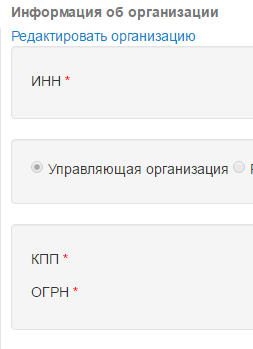 Информация об организации
Редактировать организацию
ИНН *
Управляющая организация
КПП *
ОГРН *